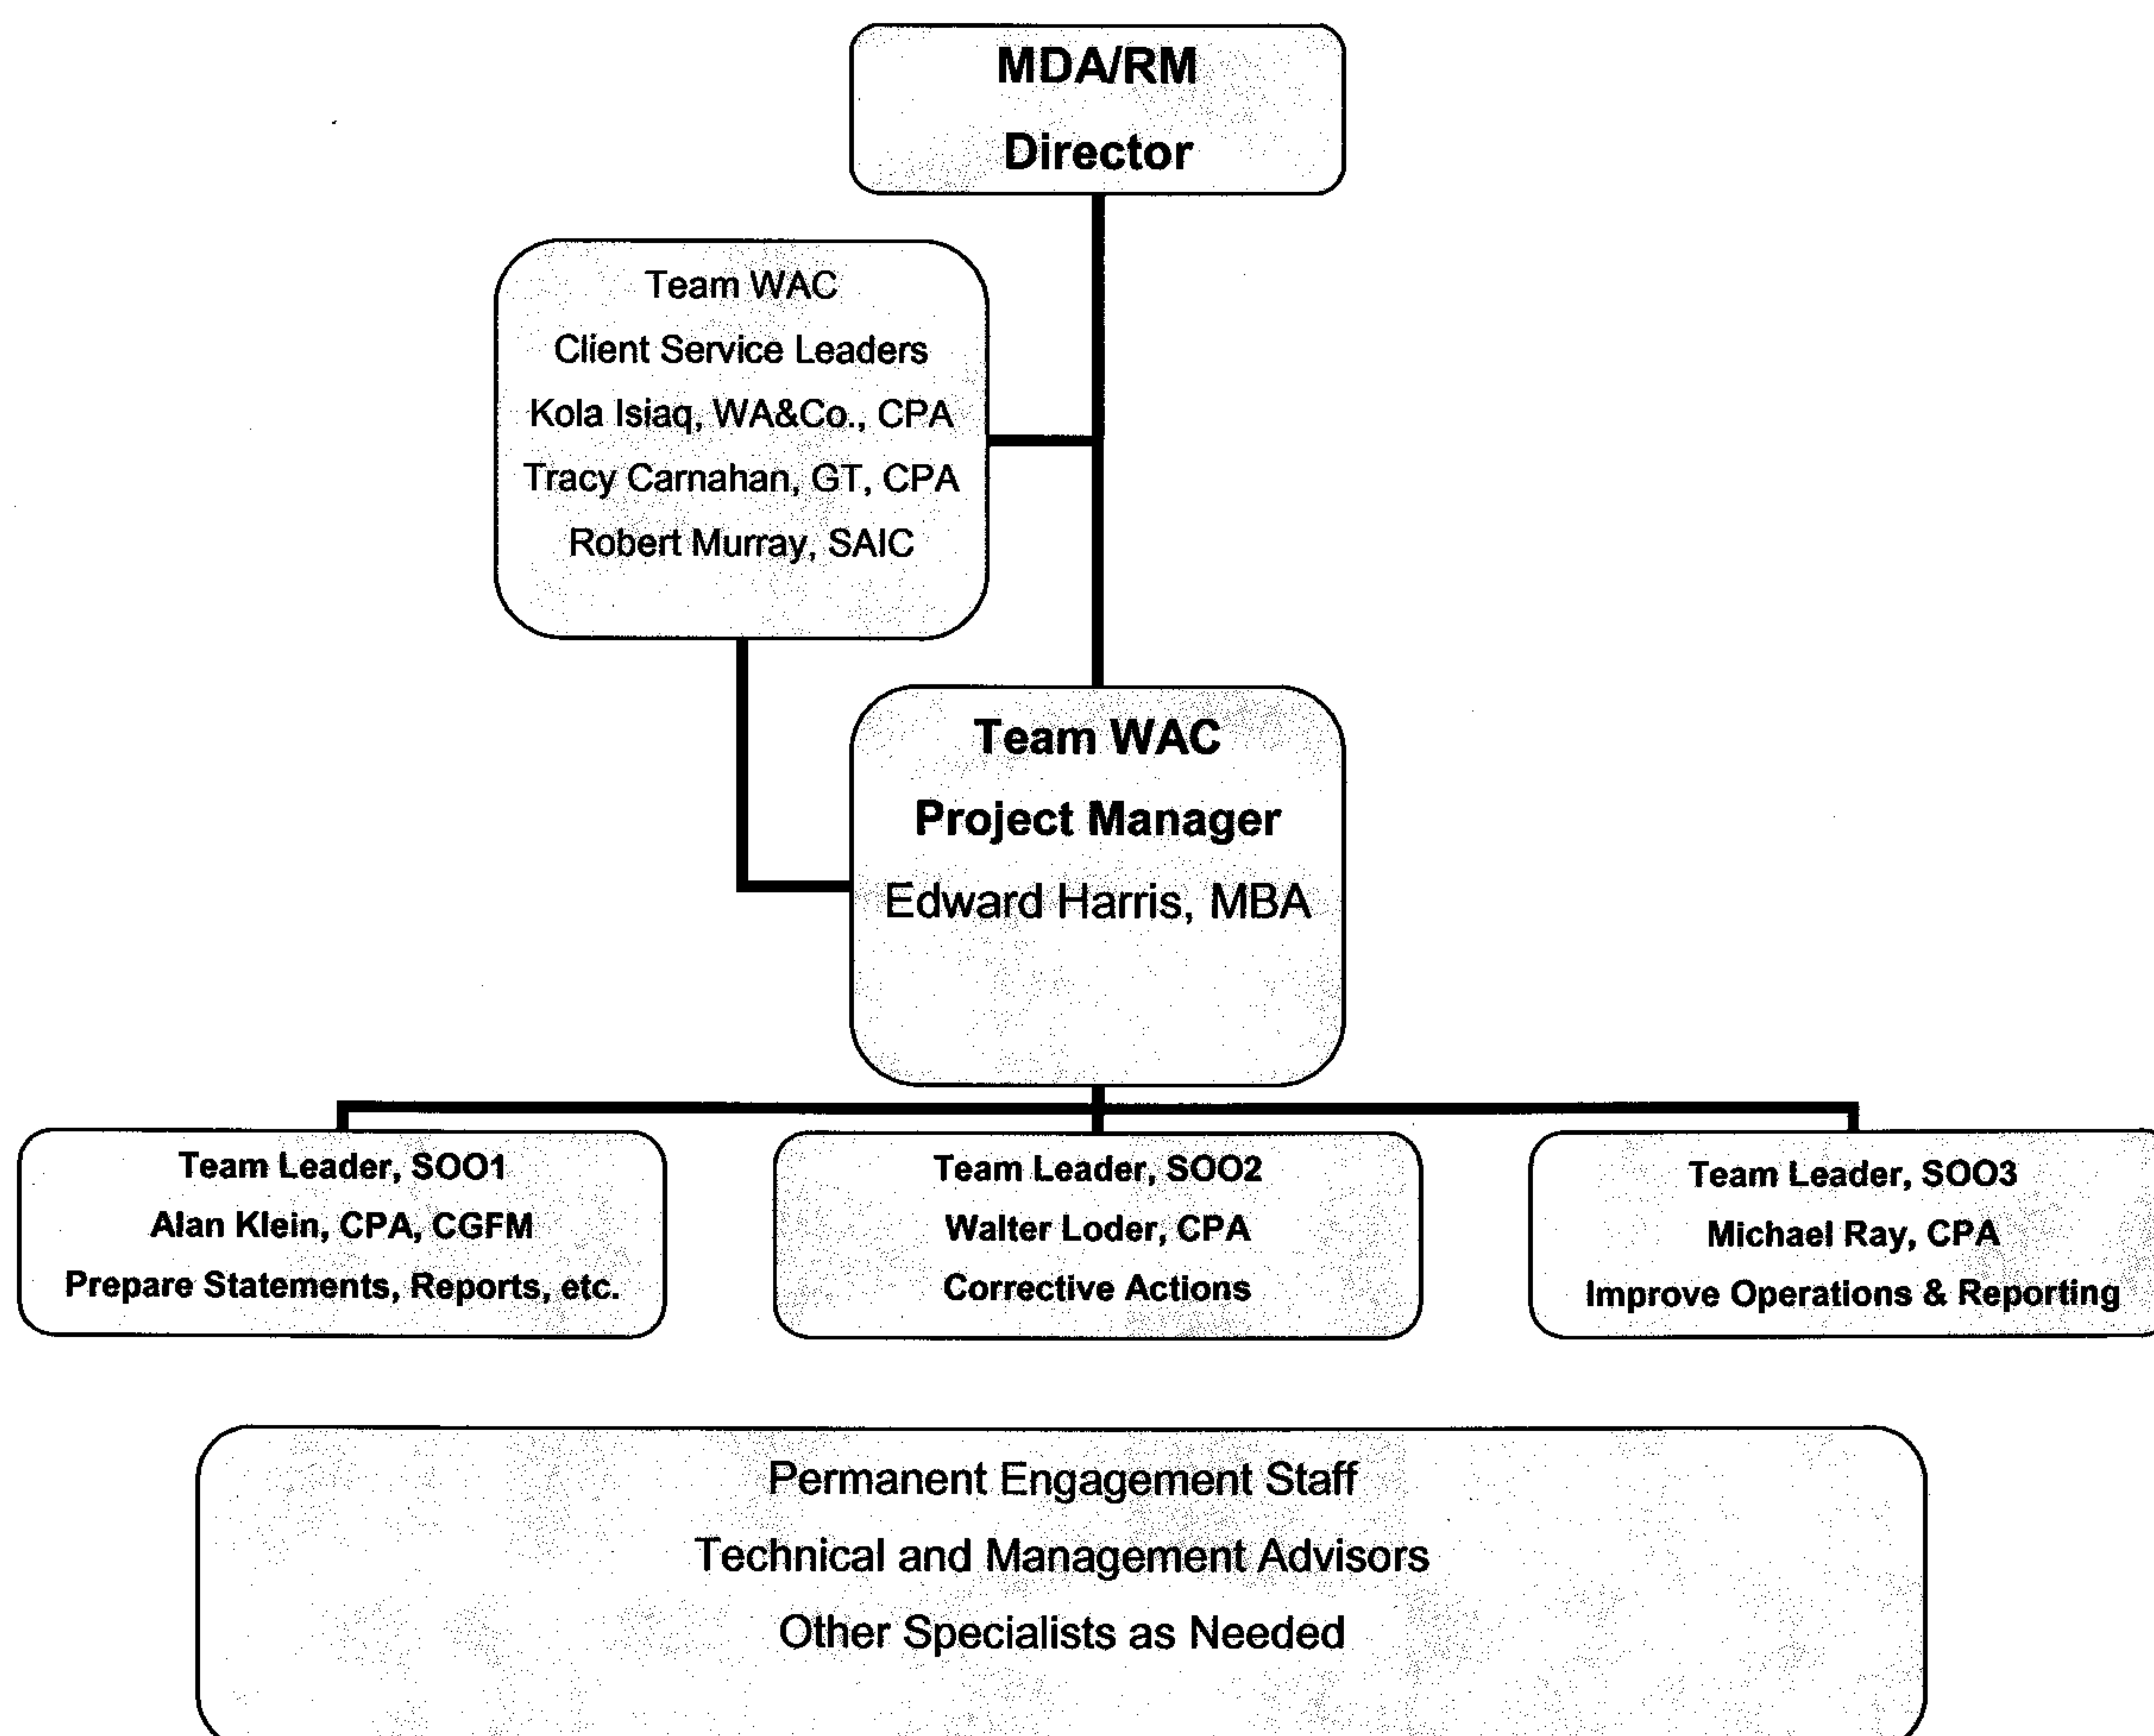 MDA/RM
Director
Team WAC
Client Service Leaders
Kola Isiaq, WA&Co., CPA
Tracy Carnahan, GT, CPA
Robert Murray, SAIC
Team WAC
Project Manager
Edward Harris, MBA
Team Leader, SOO1
Alan Klein, CPA, CGFM
Prepare Statements, Reports, etc.
Team Leader, SOO2
Walter Loder, CPA
Corrective Actions
Team Leader, SOO3
Michael Ray, CPA
Improve Operations & Reporting
Permanent Engagement Staff
Technical and Management Advisors
Other Specialists as Needed